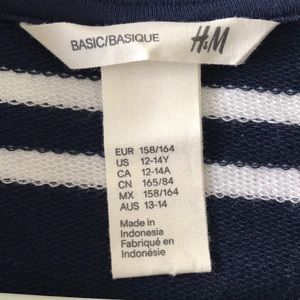 BASIC/BASIQUE
H&M
EUR 158/164
US 12-14Y
CA 12-14A
CN 165/84
MX 158/164
AUS 13-14
Made in
Indonesia
Fabriqué en
Indonésie